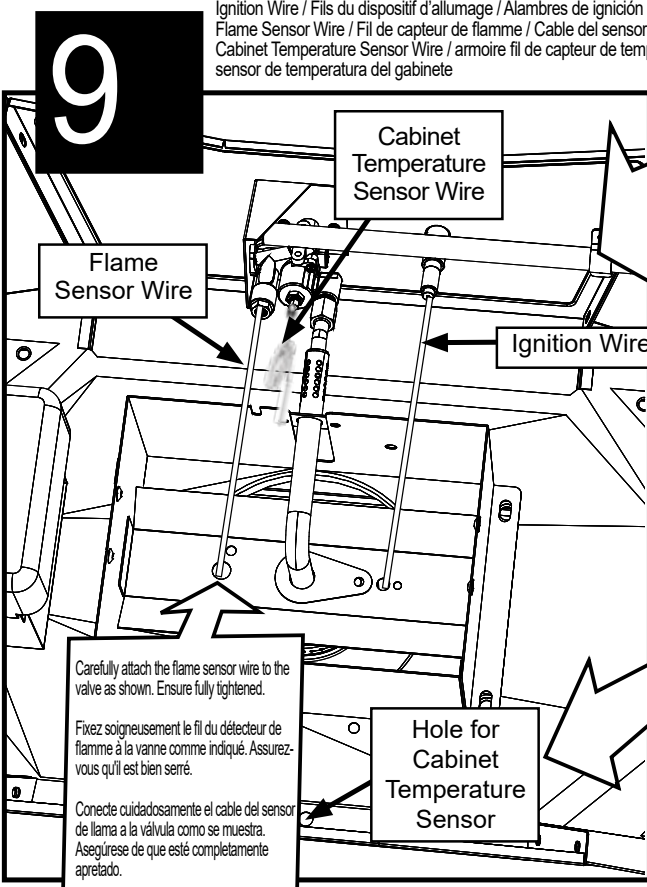 Ignition Wire / Fils du dispositif d'allumage / Alambres de ignición
Flame Sensor Wire / Fil de capteur de flamme / Cable del sensor
Cabinet Temperature Sensor Wire / armoire fil de capteur de
sensor de temperatura del gabinete
9
Cabinet
Temperature
Sensor Wire
Flame
Sensor Wire
Ignition Wire
Carefully attach the flame sensor wire to the
valve as shown. Ensure fully tightened.
Fixez soigneusement le fil du détecteur de
flamme à la vanne comme indiqué. Assurez-
vous qu'il est bien serré.
Conecte cuidadosamente el cable del sensor
de llama a la válvula como se muestra.
Asegúrese de que esté completamente
apretado.
Hole for
Cabinet
Temperature
Sensor